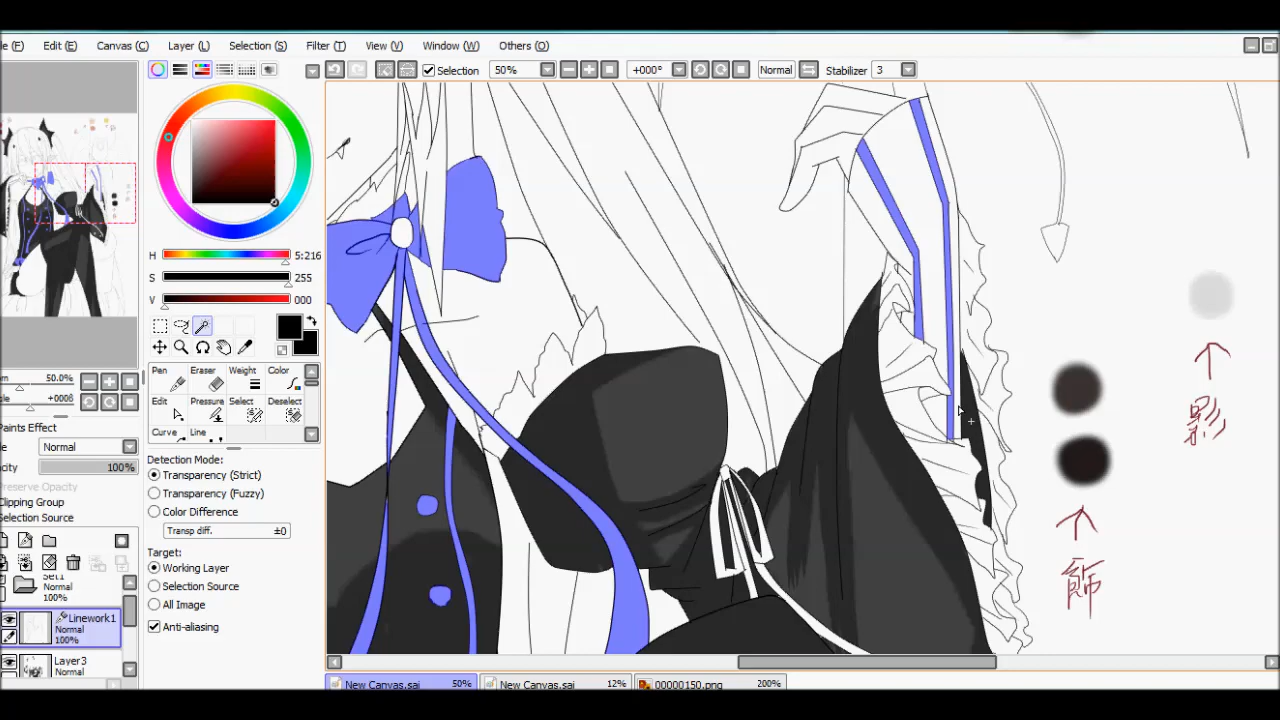 le (F) Edit (E) Canvas (C) Layer (L) Selection (S) Filter (T) View (V) Window (W) Others (O)
Selection 50% +000° Normal Stabilizer 3
H 5:216
S 255
V 000
50.0%
+000θ
Pen Eraser Weight Color
Edit Pressure Select Deselect
Curve Line
Detection Mode:
Transparency (Strict)
Transparency (Fuzzy)
Color Difference
Transp diff. ±0
Target:
Working Layer
Selection Source
All Image
Anti-aliasing
Paints Effect
Normal
100%
Preserve Opacity
Clipping Group
Selection Source
Set1
Normal
100%
Linework1
Normal
100%
Layer3
Normal
影
飾
New Canvas.sai 50% New Canvas.sai 12% 00000150.png 200%